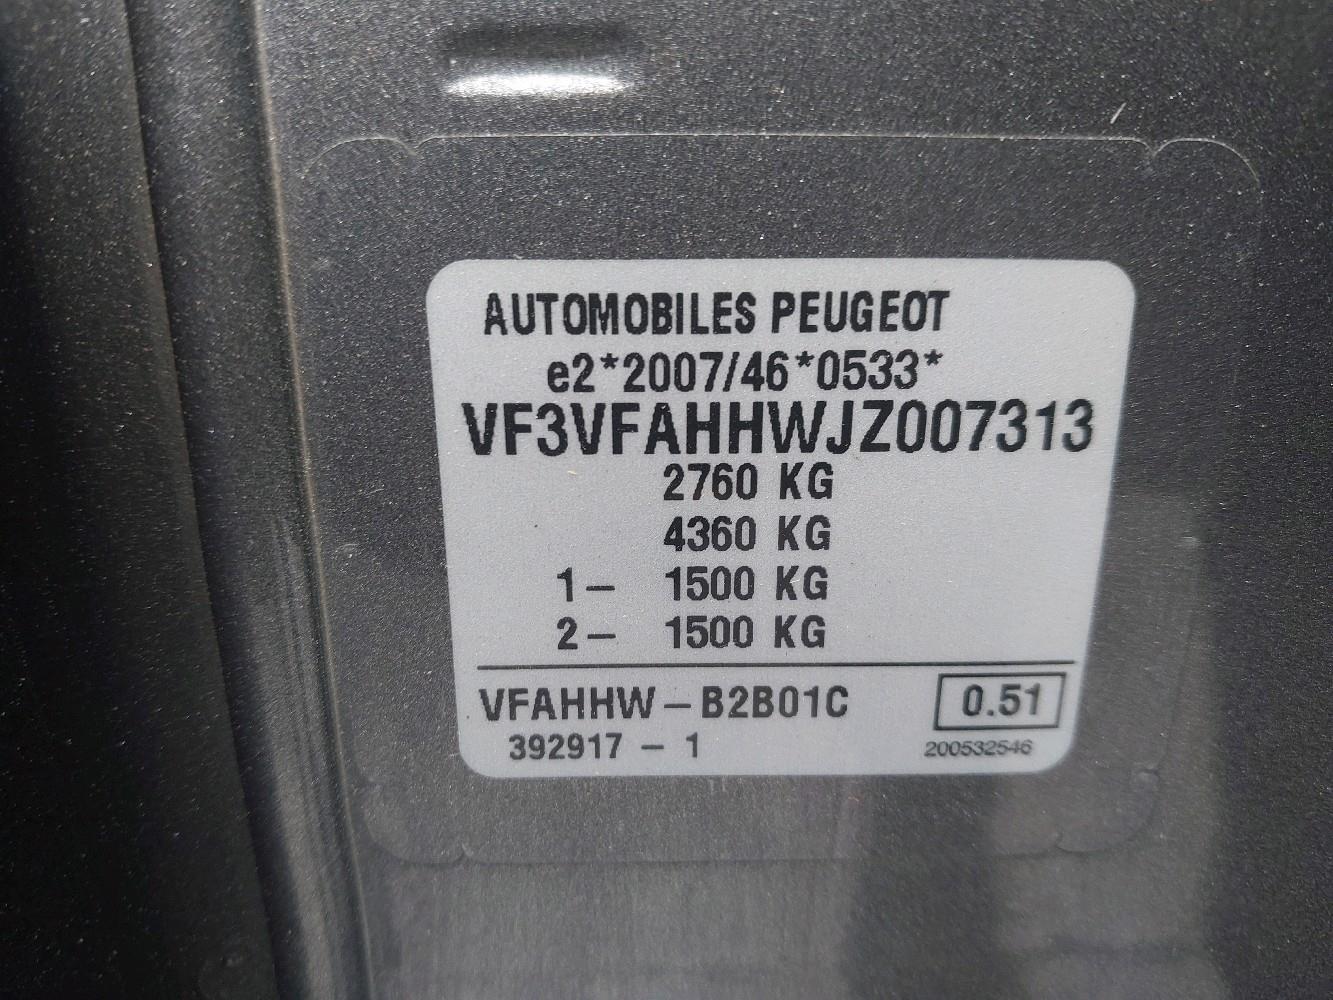 AUTOMOBILES PEUGEOT
e2*2007/46*0533*
VF3VFAHHWJZ007313
2760 KG
4360 KG
1– 1500 KG
2– 1500 KG
VFAHHW–B2B01C 0.51
392917 – 1 200532546